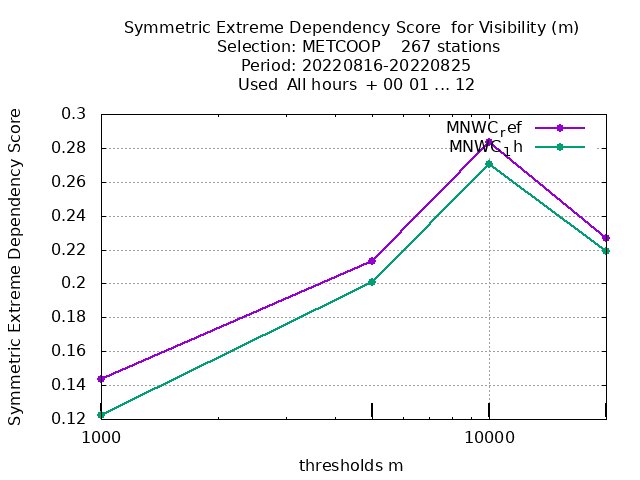 Symmetric Extreme Dependency Score  for Visibility (m)
Selection: METCOOP    267 stations
Period: 20220816-20220825
Used  All hours  + 00 01 ... 12
Symmetric Extreme Dependency Score
0.3
0.28
0.26
0.24
0.22
0.2
0.18
0.16
0.14
0.12
MNWCref
MNWC1h
1000
10000
thresholds m